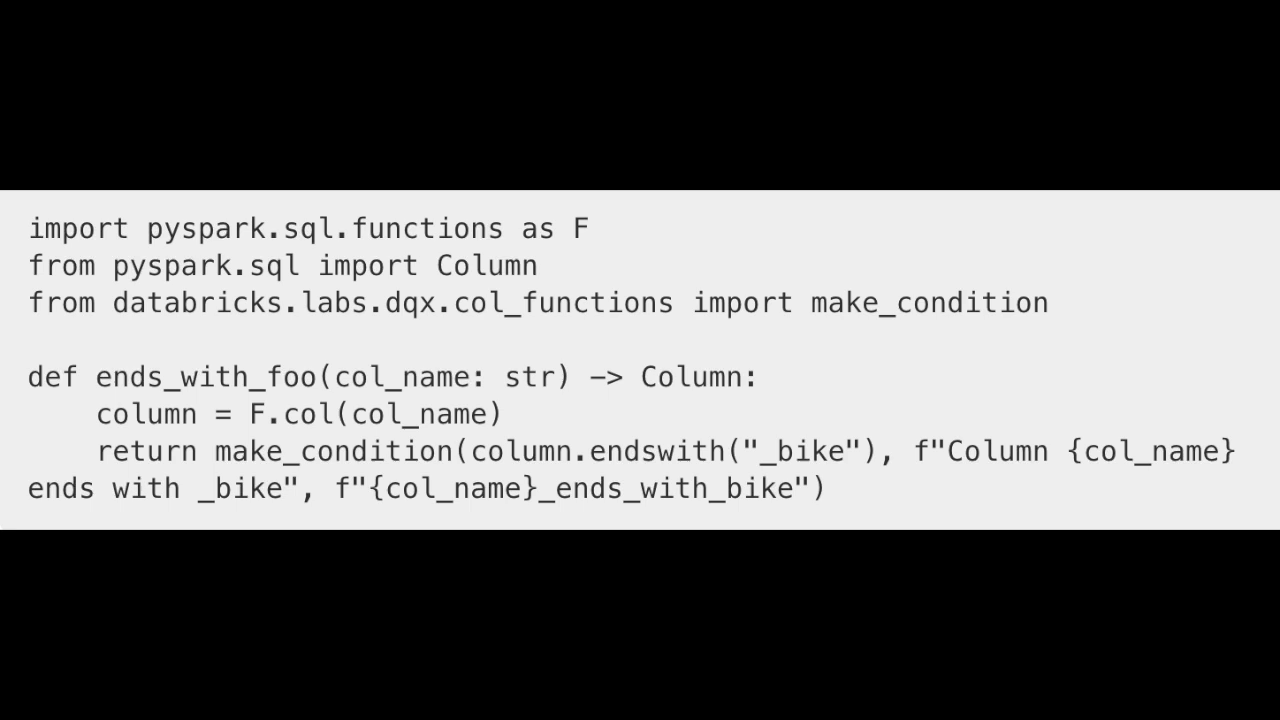 import pyspark.sql.functions as F
from pyspark.sql import Column
from databricks.labs.dqx.col_functions import make_condition

def ends_with_foo(col_name: str) -> Column:
    column = F.col(col_name)
    return make_condition(column.endswith("_bike"), f"Column {col_name}
ends with _bike", f"{col_name}_ends_with_bike")